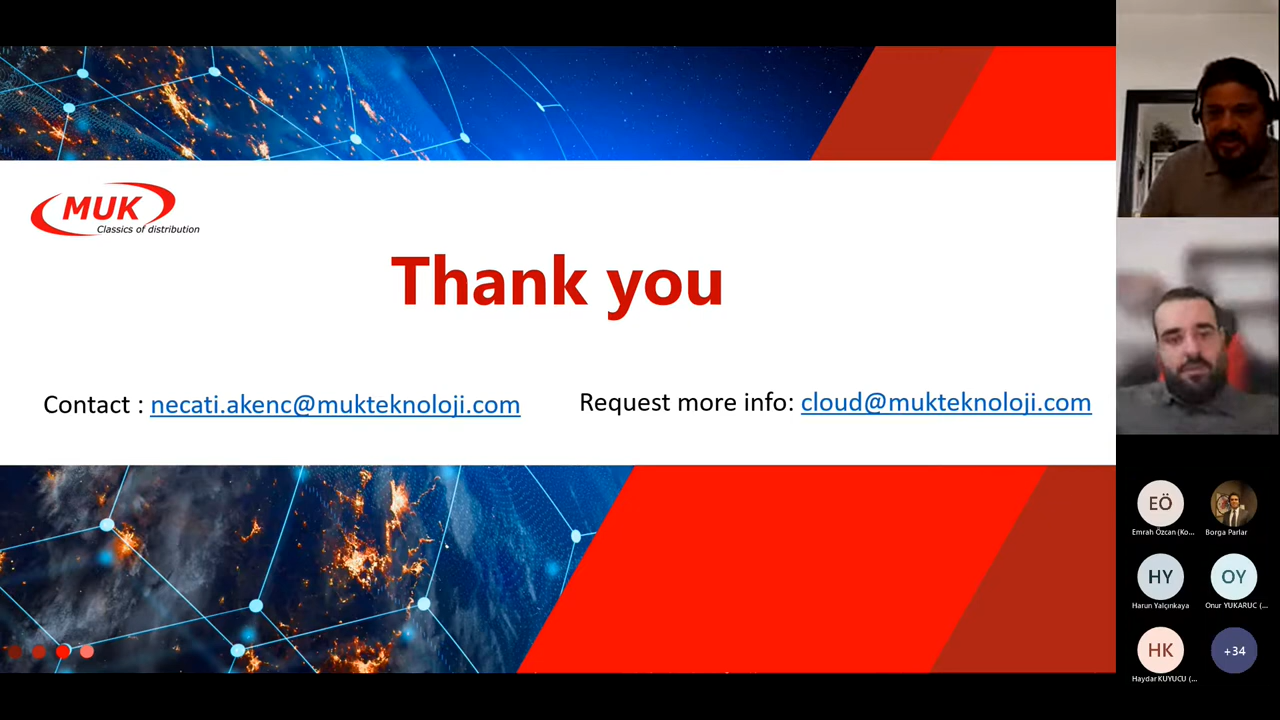 MUK
Classics of distribution
Thank you
Contact : necati.akenc@mukteknoloji.com
Request more info: cloud@mukteknoloji.com
EÖ
Emrah Özcan (Ko...
Borga Parlar
HY
Harun Yalçınkaya
OY
Onur YUKARUC (...
HK
Haydar KUYUCU (...
+34